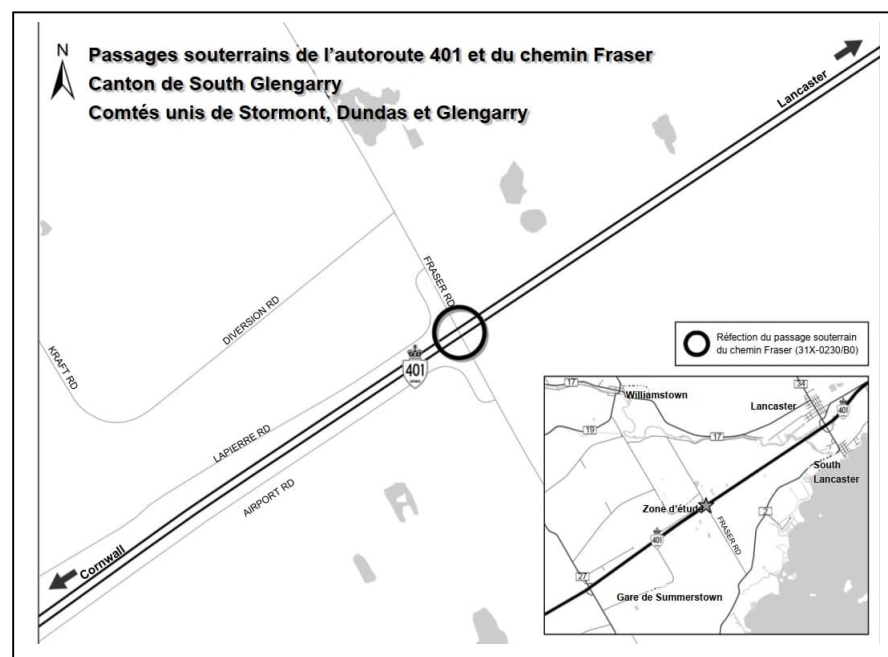 N
Passages souterrains de l'autoroute 401 et du chemin Fraser
Canton de South Glengarry
Comtés unis de Stormont, Dundas et Glengarry
Lancaster
FRASER RD
DIVERSION RD
KRAFT RD
401
LAPIERRE RD
AIRPORT RD
Cornwall
Réfection du passage souterrain
du chemin Fraser (31X-0230/B0)
17
Williamstown
34
Lancaster
401
19
17
South
Lancaster
Zone d'étude
2
FRASER RD
401
27
Gare de Summerstown